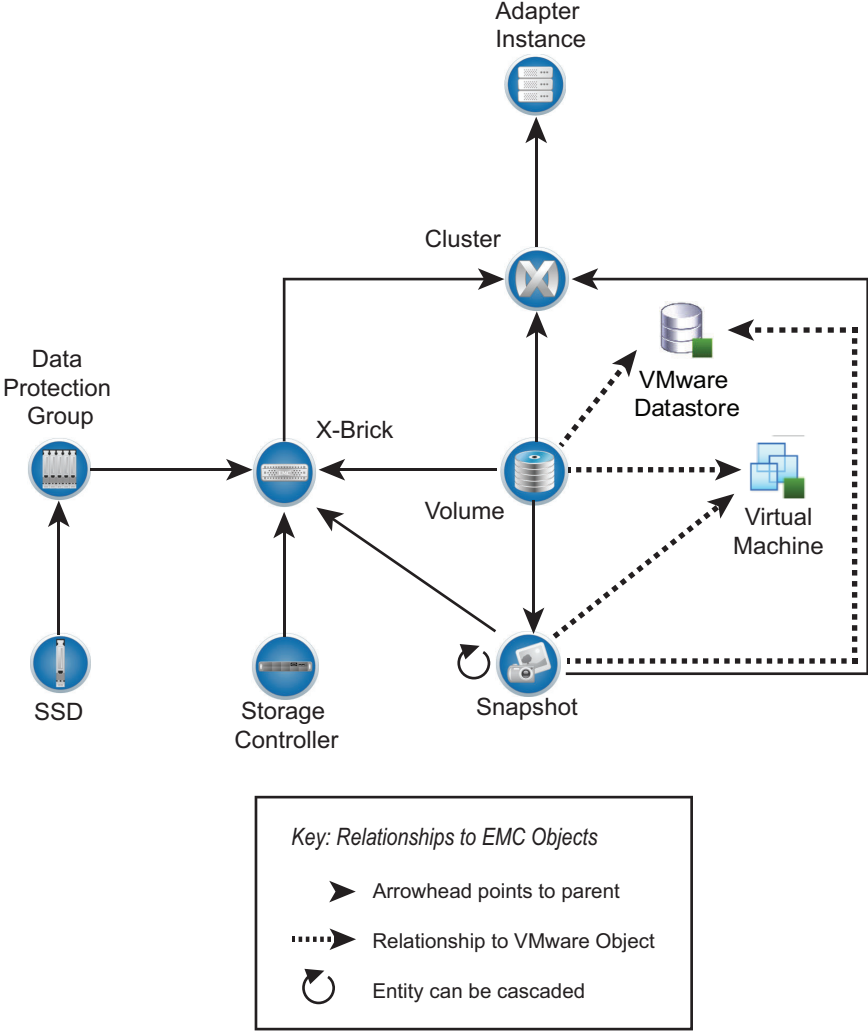 Adapter
Instance
Cluster
VMware
Datastore
Data
Protection
Group
X-Brick
Volume
Virtual
Machine
SSD
Storage
Controller
Snapshot
Key: Relationships to EMC Objects
Arrowhead points to parent
Relationship to VMware Object
Entity can be cascaded